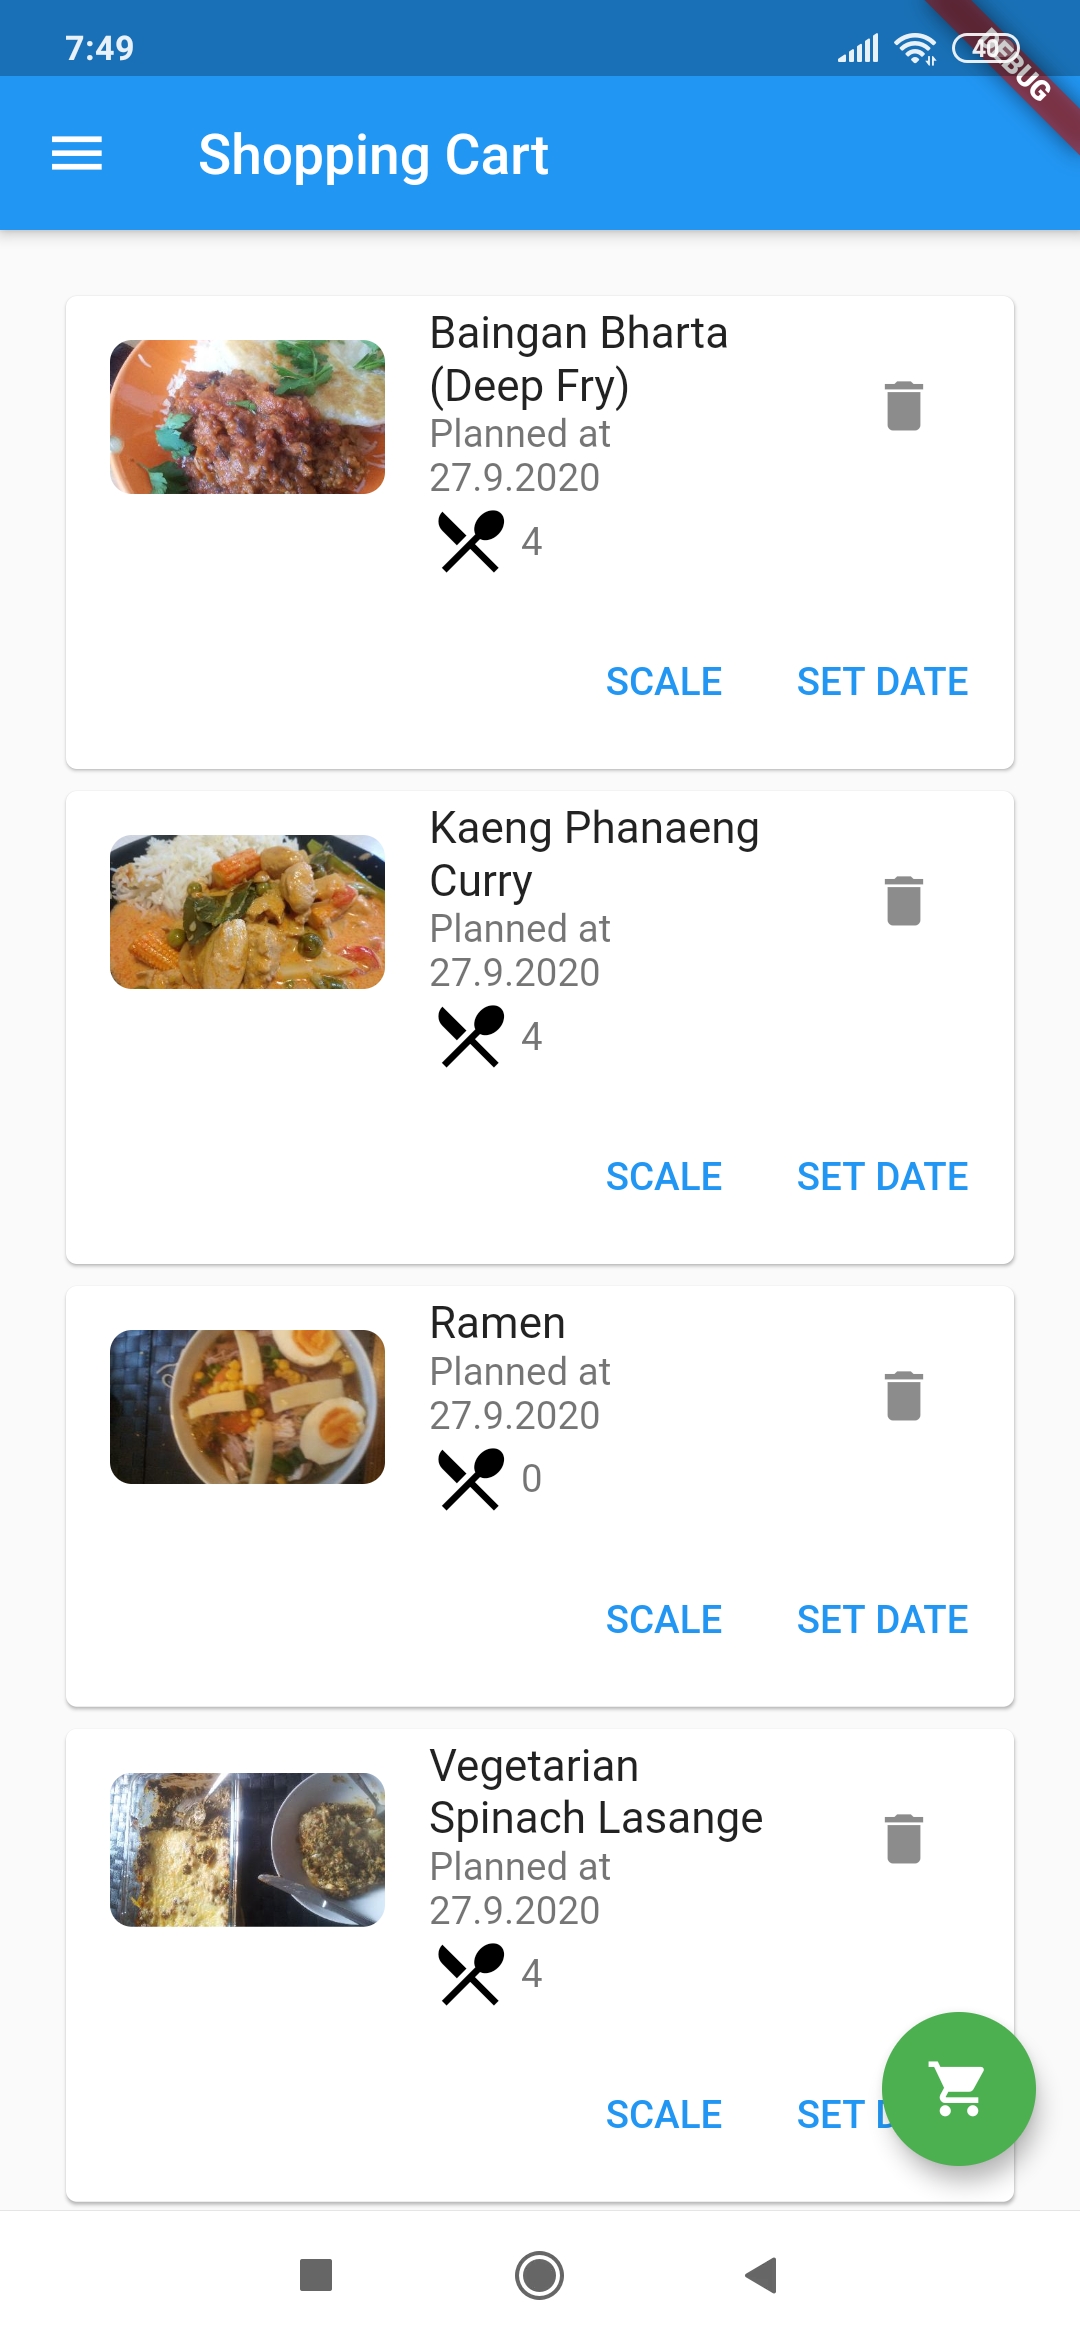 7:49
40
DEBUG
Shopping Cart
Baingan Bharta
(Deep Fry)
Planned at
27.9.2020
4
SCALE SET DATE
Kaeng Phanaeng
Curry
Planned at
27.9.2020
4
SCALE SET DATE
Ramen
Planned at
27.9.2020
0
SCALE SET DATE
Vegetarian
Spinach Lasange
Planned at
27.9.2020
4
SCALE SET